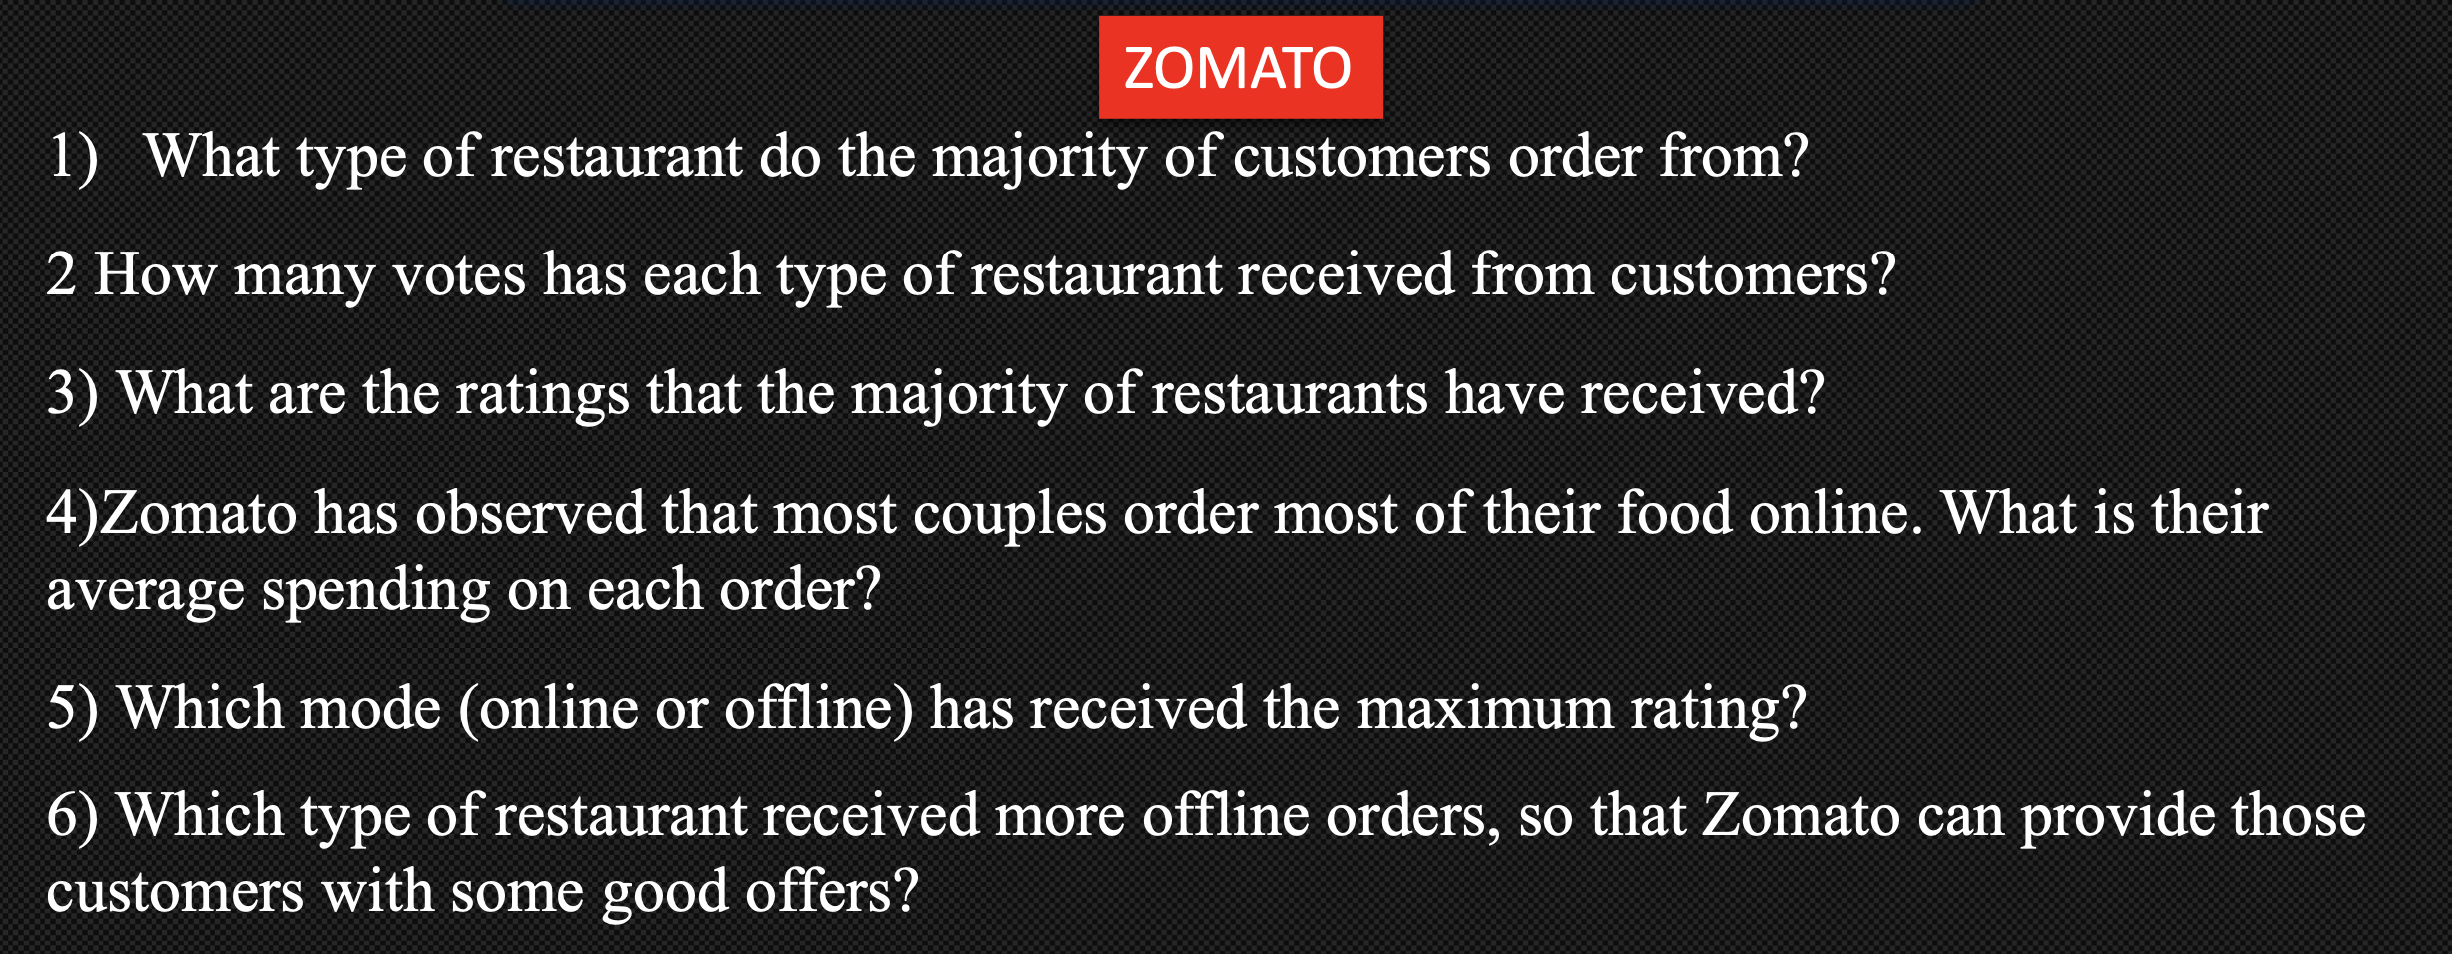 ZOMATO
1) What type of restaurant do the majority of customers order from?
2 How many votes has each type of restaurant received from customers?
3) What are the ratings that the majority of restaurants have received?
4)Zomato has observed that most couples order most of their food online. What is their
average spending on each order?
5) Which mode (online or offline) has received the maximum rating?
6) Which type of restaurant received more offline orders, so that Zomato can provide those
customers with some good offers?